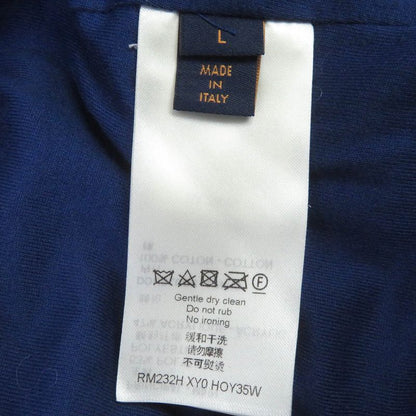 L
MADE
IN
ITALY
F
Gentle dry clean
Do not rub
No ironing
缓和干洗
请勿摩擦
不可熨烫
RM232H XY0 HOY35W